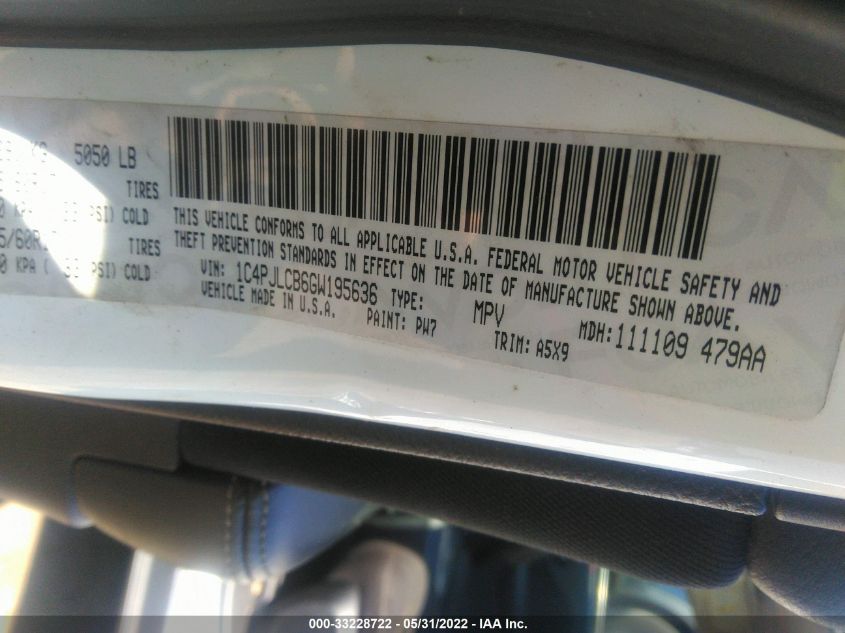 5050 LB
TIRES
COLD
TIRES
KPA ( PSI) COLD
THIS VEHICLE CONFORMS TO ALL APPLICABLE U.S.A. FEDERAL MOTOR VEHICLE SAFETY AND
THEFT PREVENTION STANDARDS IN EFFECT ON THE DATE OF MANUFACTURE SHOWN ABOVE.
VIN: 1C4PJLCB6GW195636 TYPE: MPV MDH:111109 479AA
VEHICLE MADE IN U.S.A. PAINT: PW7 TRIM: A5X9
000-33228722 - 05/31/2022 - IAA Inc.